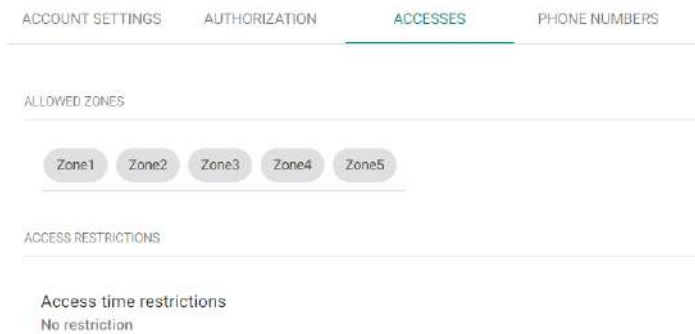 ACCOUNT SETTINGS AUTHORIZATION ACCESSES PHONE NUMBERS
ALLOWED ZONES
Zone1 Zone2 Zone3 Zone4 Zone5
ACCESS RESTRICTIONS
Access time restrictions
No restriction